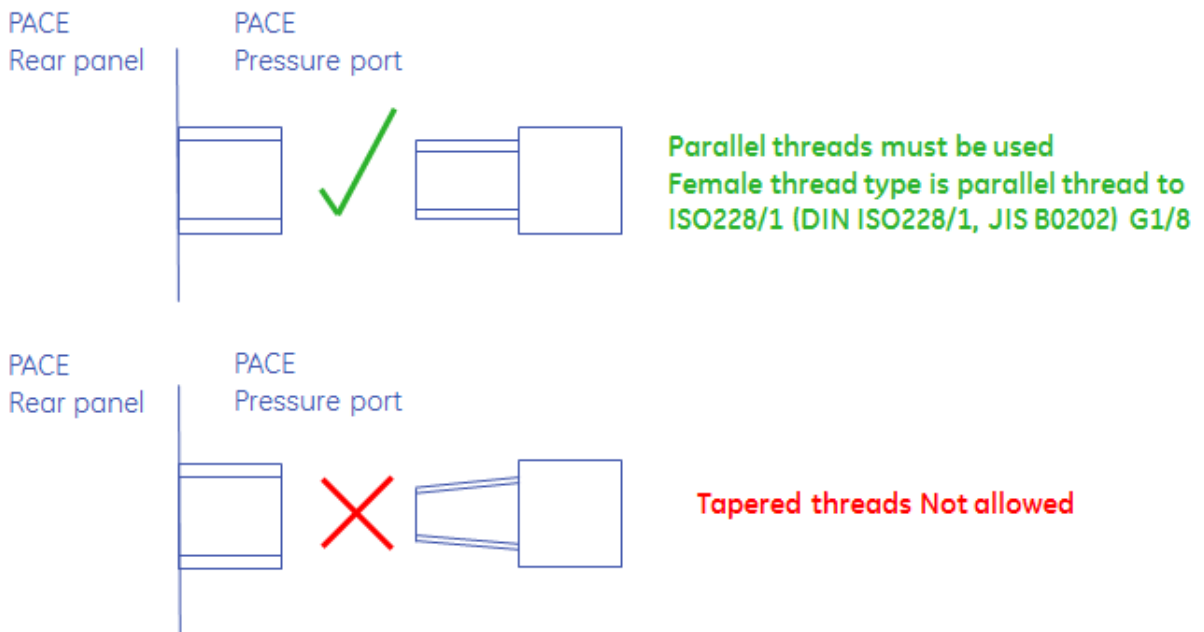 PACE
Rear panel
PACE
Pressure port
Parallel threads must be used
Female thread type is parallel thread to
ISO228/1 (DIN ISO228/1, JIS B0202) G1/8
PACE
Rear panel
PACE
Pressure port
Tapered threads Not allowed